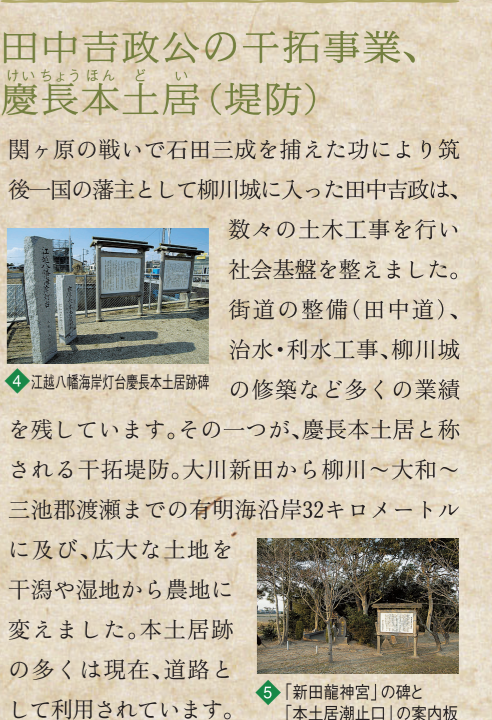 田中吉政公の干拓事業、
けいちょうほんどい
慶長本土居(堤防)
関ヶ原の戦いで石田三成を捕えた功により筑
後一国の藩主として柳川城に入った田中吉政は、
数々の土木工事を行い
社会基盤を整えました。
街道の整備(田中道)、
治水・利水工事、柳川城
の修築など多くの業績
を残しています。その一つが、慶長本土居と称
される干拓堤防。大川新田から柳川～大和～
三池郡渡瀬までの有明海沿岸32キロメートル
に及び、広大な土地を
干潟や湿地から農地に
変えました。本土居跡
の多くは現在、道路と
して利用されています。
4 江越八幡海岸灯台慶長本土居跡碑
5 「新田龍神宮」の碑と
「本土居潮止口」の案内板